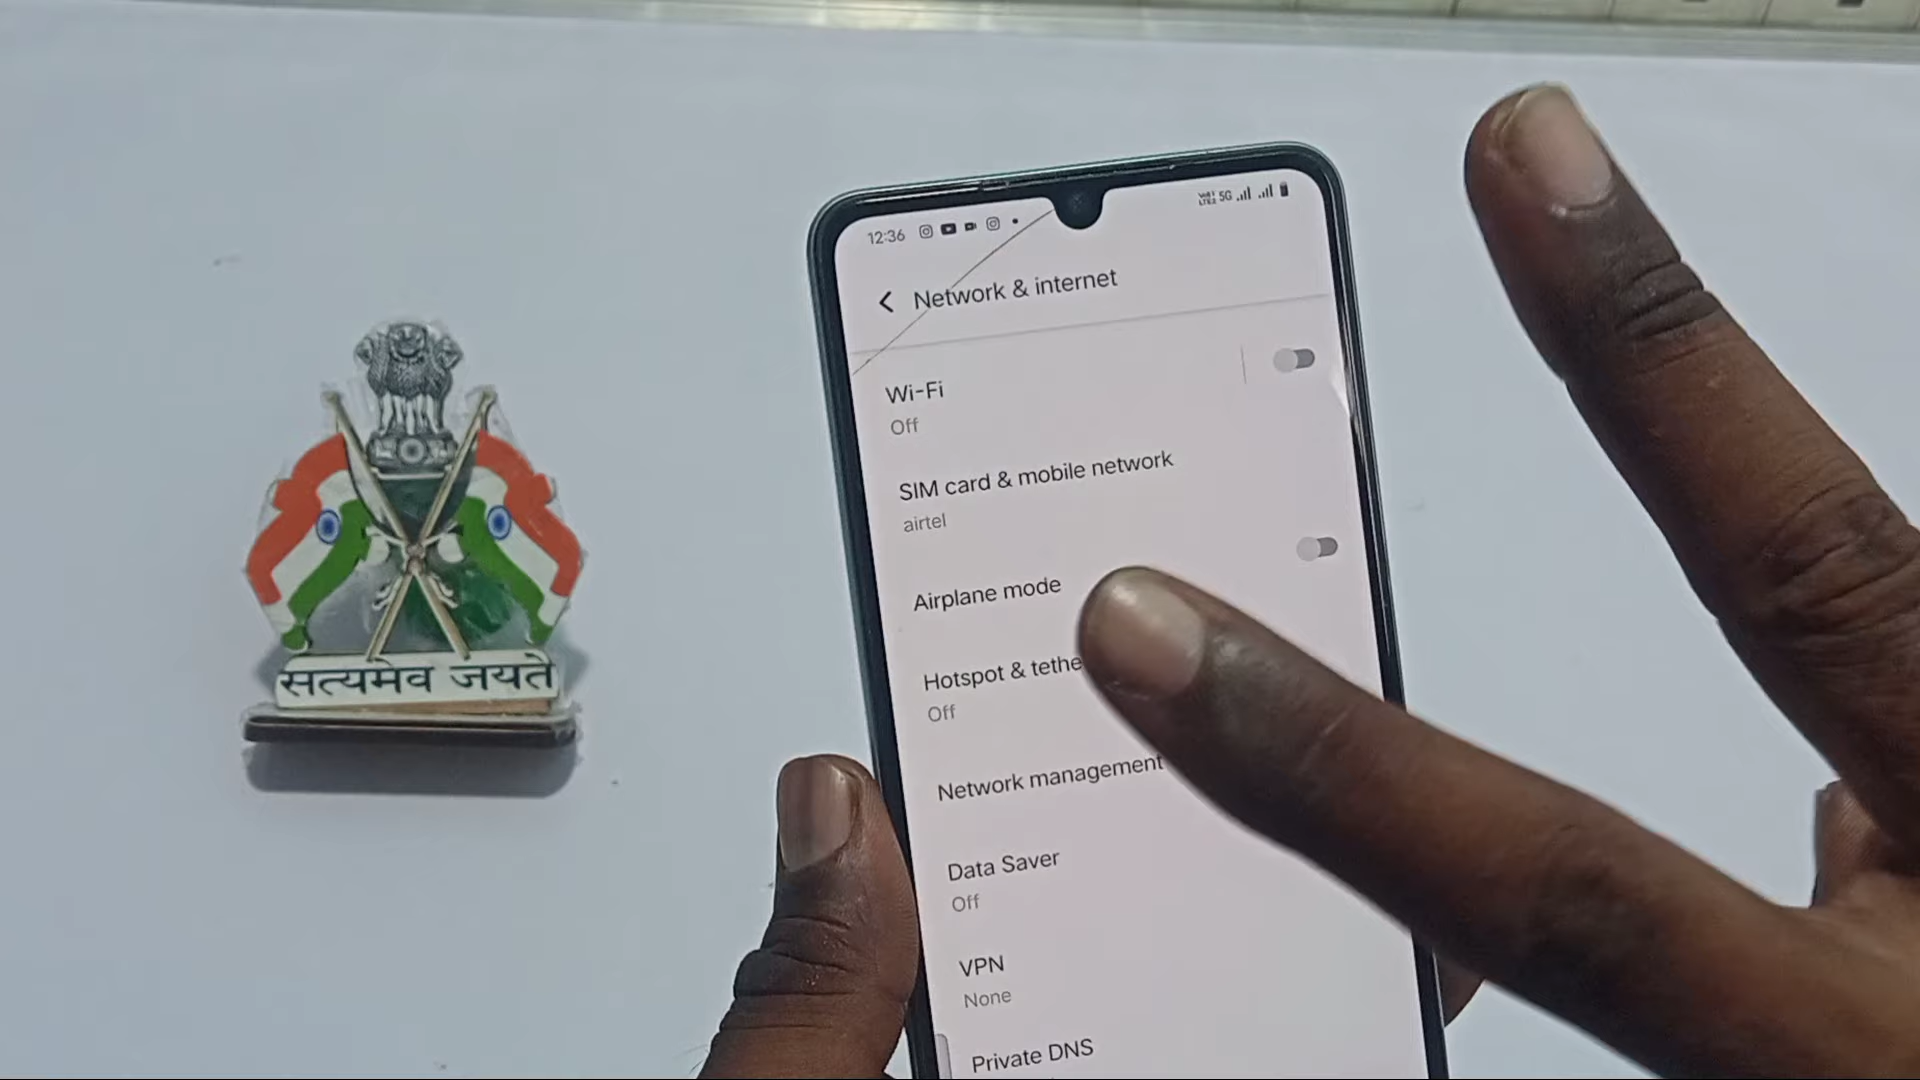 सत्यमेव जयते
12:36
5G
Network & internet
Wi-Fi
Off
SIM card & mobile network
airtel
Airplane mode
Hotspot & tethe
Off
Network management
Data Saver
Off
VPN
None
Private DNS